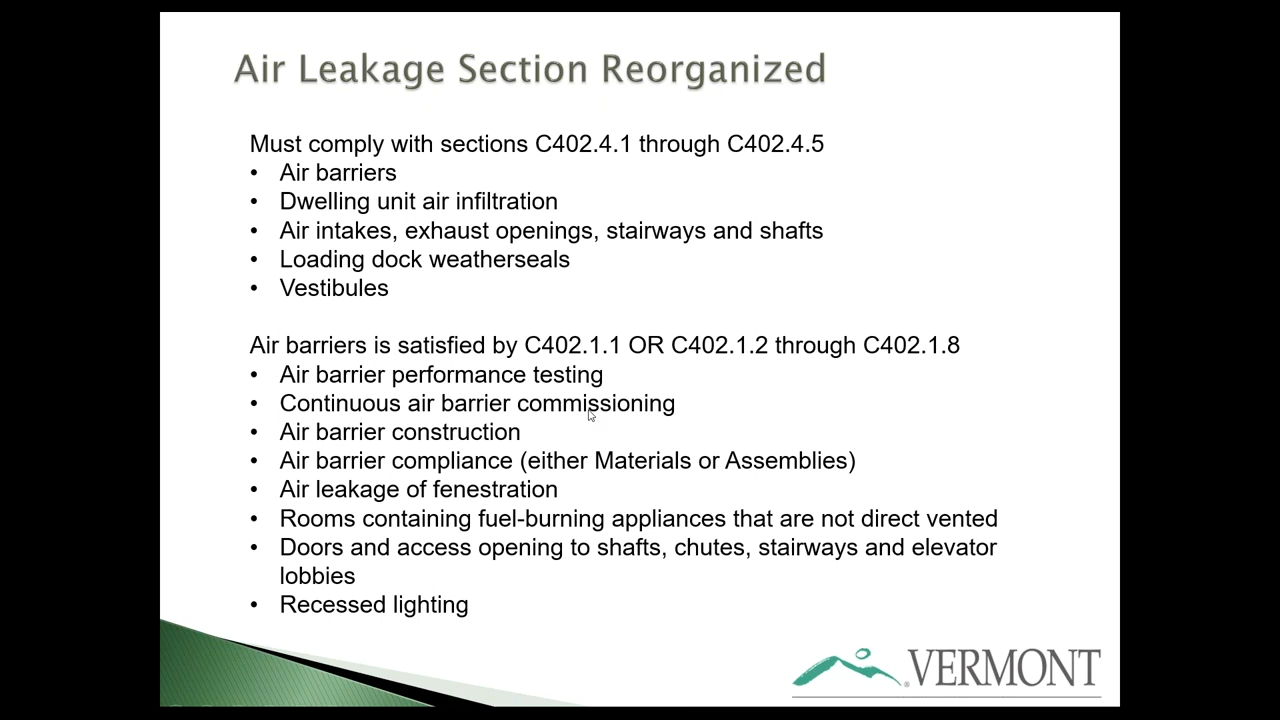 Air Leakage Section Reorganized
Must comply with sections C402.4.1 through C402.4.5
• Air barriers
• Dwelling unit air infiltration
• Air intakes, exhaust openings, stairways and shafts
• Loading dock weatherseals
• Vestibules
Air barriers is satisfied by C402.1.1 OR C402.1.2 through C402.1.8
• Air barrier performance testing
• Continuous air barrier commissioning
• Air barrier construction
• Air barrier compliance (either Materials or Assemblies)
• Air leakage of fenestration
• Rooms containing fuel-burning appliances that are not direct vented
• Doors and access opening to shafts, chutes, stairways and elevator
lobbies
• Recessed lighting
VERMONT